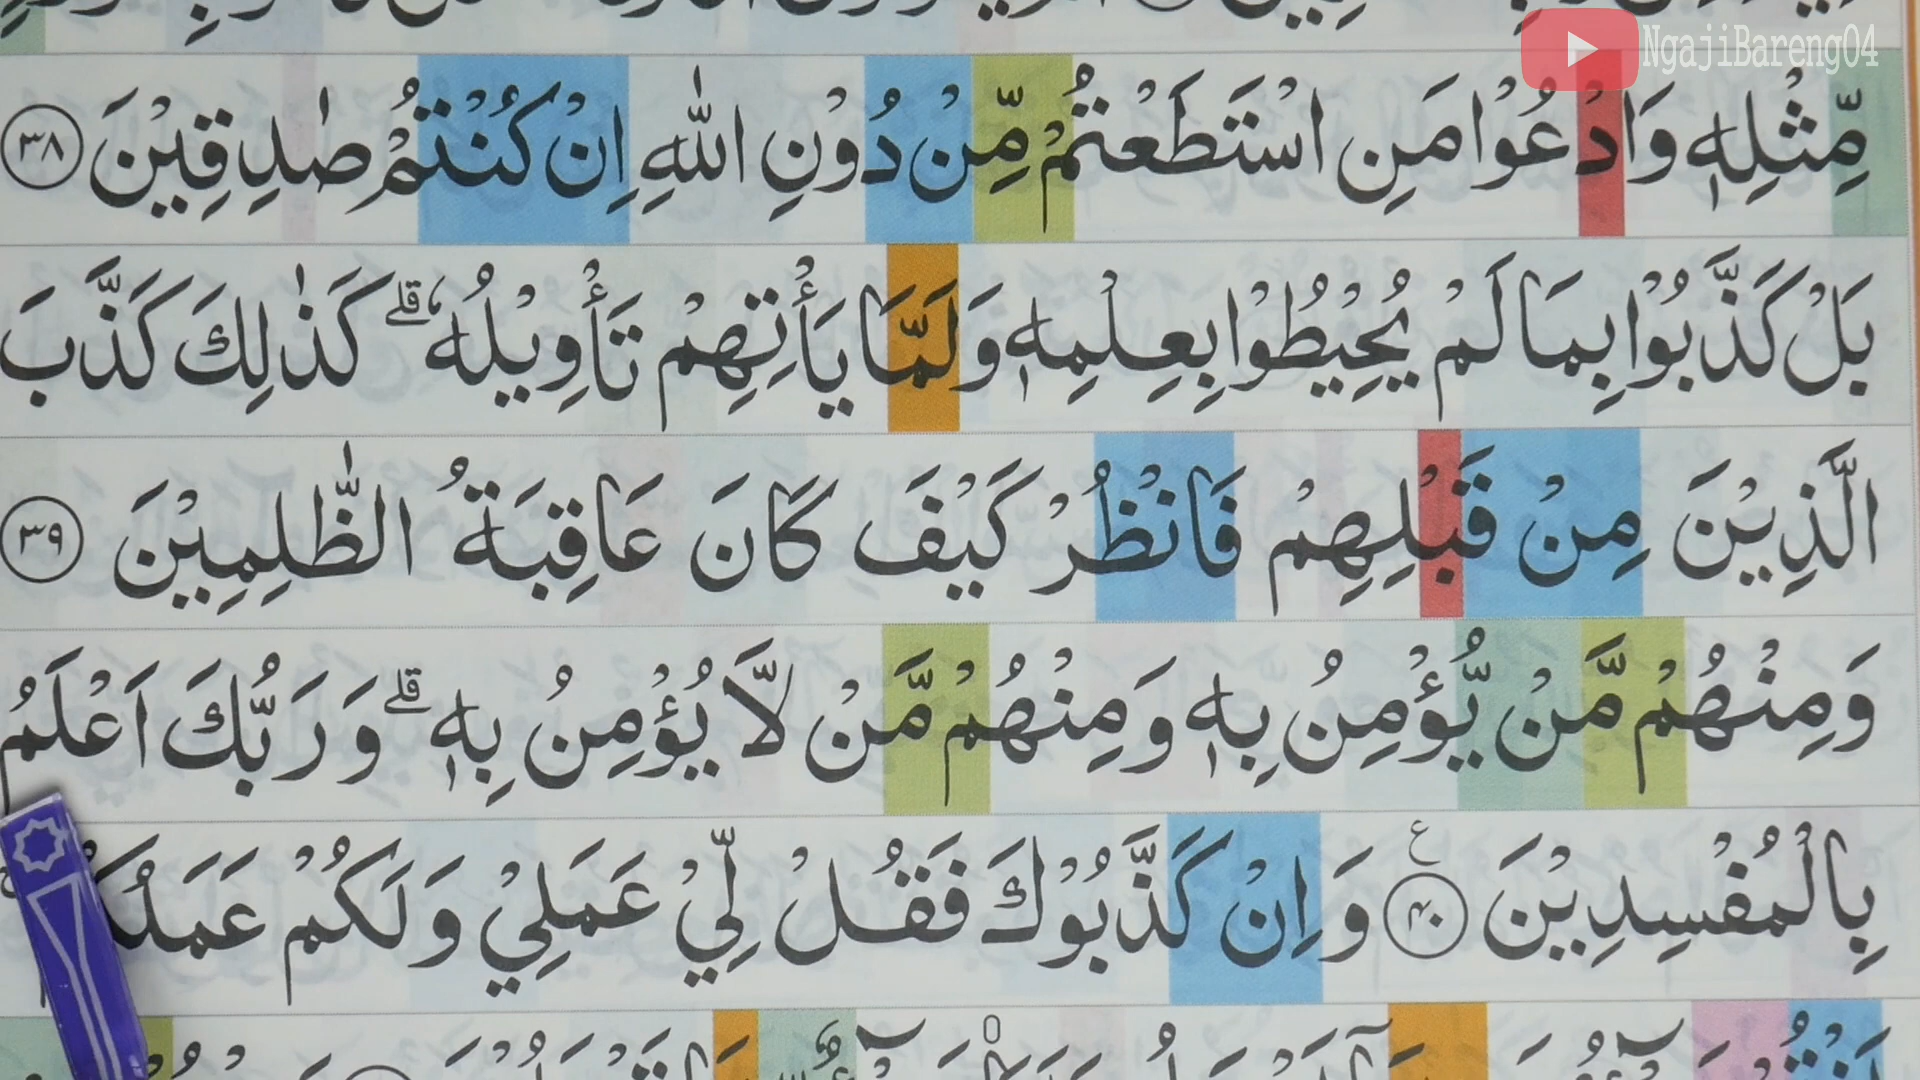 NgajiBareng04
مِّثْلِهٖ وَادْعُوْا مَنِ اسْتَطَعْتُمْ مِّنْ دُوْنِ اللّٰهِ اِنْ كُنْتُمْ صٰدِقِيْنَ ٣٨
بَلْ كَذَّبُوْا بِمَا لَمْ يُحِيْطُوْا بِعِلْمِهٖ وَلَمَّا يَأْتِهِمْ تَأْوِيْلُهٗ ۗ كَذٰلِكَ كَذَّبَ
الَّذِيْنَ مِنْ قَبْلِهِمْ فَانْظُرْ كَيْفَ كَانَ عَاقِبَةُ الظّٰلِمِيْنَ ٣٩
وَمِنْهُمْ مَّنْ يُّؤْمِنُ بِهٖ وَمِنْهُمْ مَّنْ لَّا يُؤْمِنُ بِهٖ ۗ وَرَبُّكَ اَعْلَمُ
بِالْمُفْسِدِيْنَ ࣖ ٤٠ وَاِنْ كَذَّبُوْكَ فَقُلْ لِّيْ عَمَلِيْ وَلَكُمْ